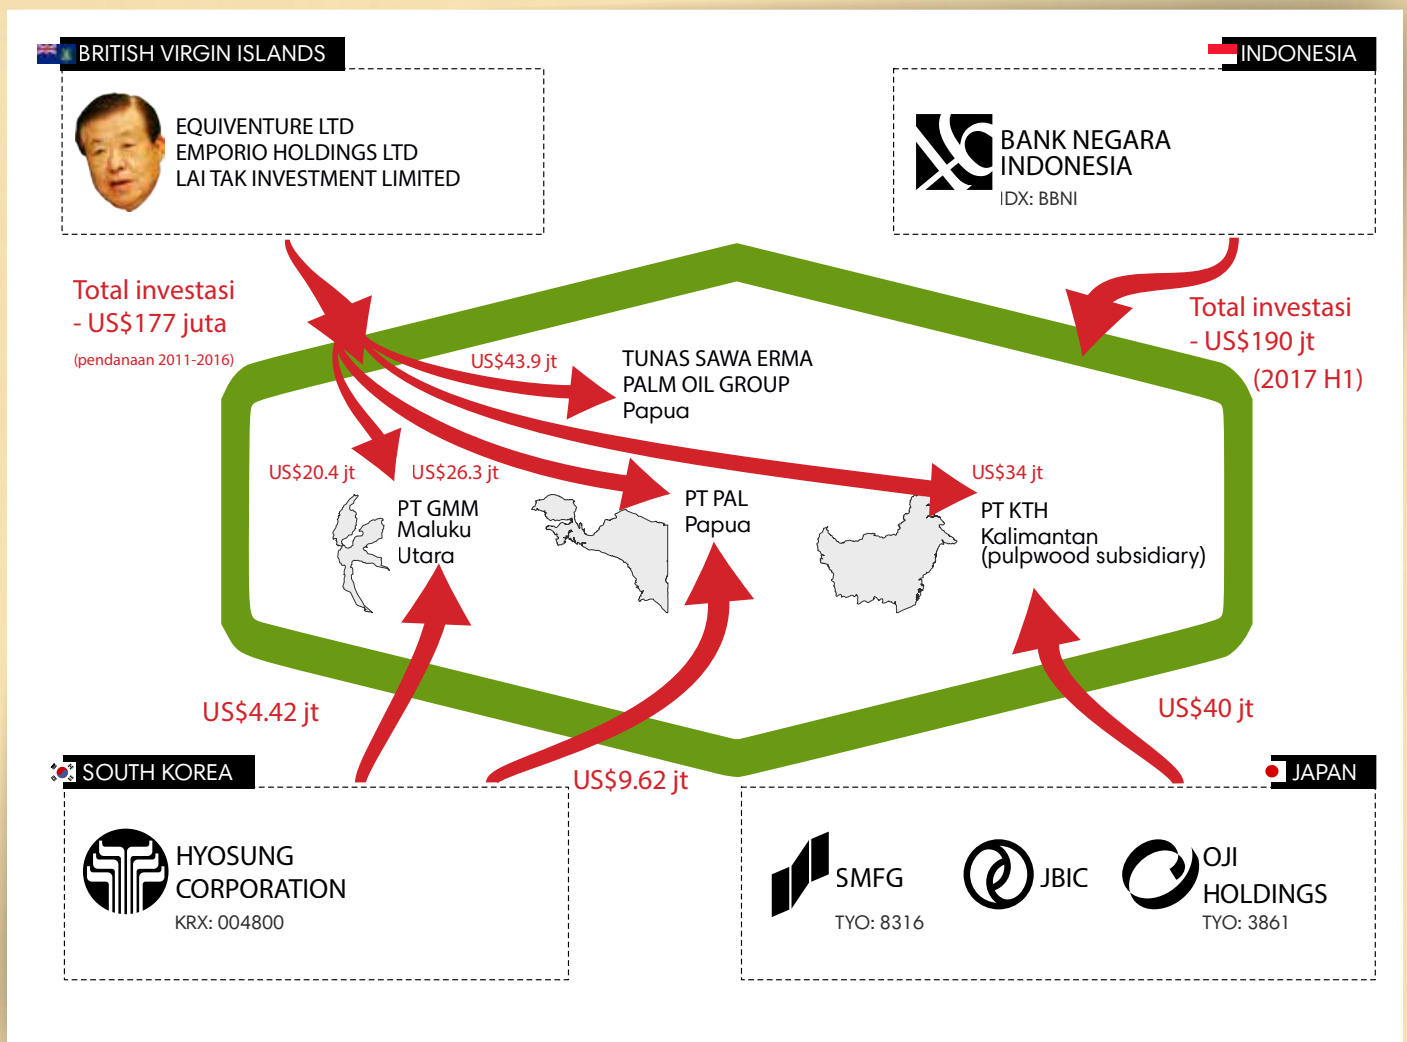 BRITISH VIRGIN ISLANDS
EQUIVENTURE LTD
EMPORIO HOLDINGS LTD
LAI TAK INVESTMENT LIMITED
INDONESIA
BANK NEGARA
INDONESIA
IDX: BBNI
Total investasi
- US$177 juta
(pendanaan 2011-2016)
Total investasi
- US$190 jt
(2017 H1)
US$43.9 jt
TUNAS SAWA ERMA
PALM OIL GROUP
Papua
US$20.4 jt
US$26.3 jt
US$34 jt
PT GMM
Maluku
Utara
PT PAL
Papua
PT KTH
Kalimantan
(pulpwood subsidiary)
US$4.42 jt
US$9.62 jt
US$40 jt
SOUTH KOREA
HYOSUNG
CORPORATION
KRX: 004800
JAPAN
SMFG
TYO: 8316
JBIC
OJI
HOLDINGS
TYO: 3861